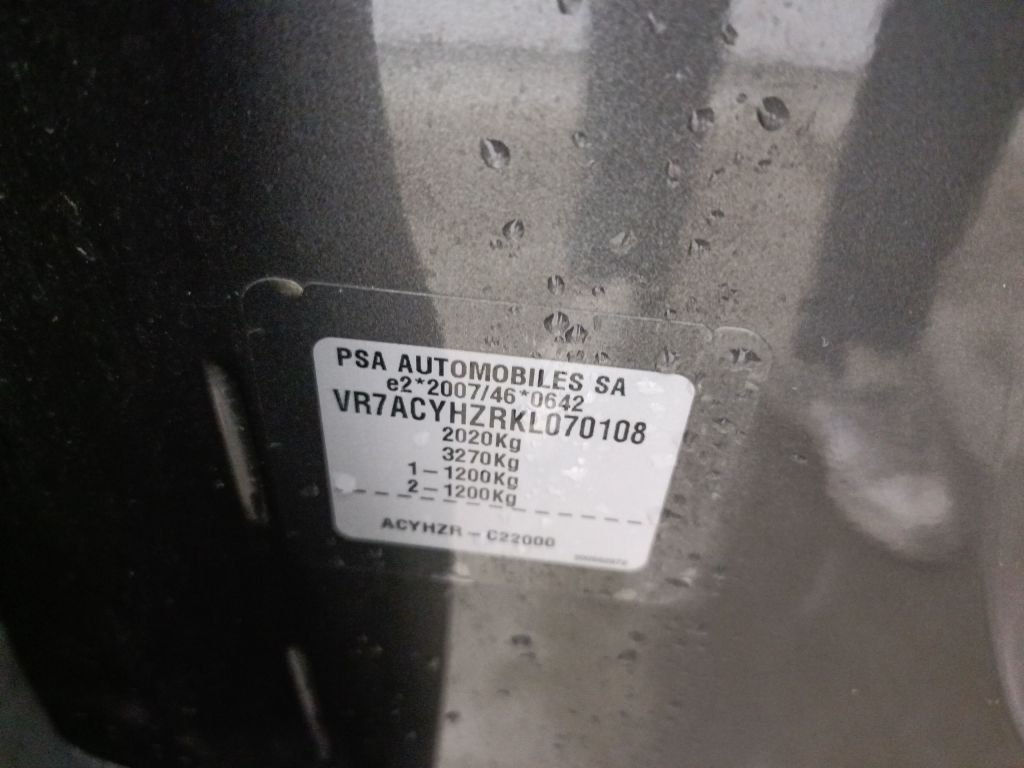 PSA AUTOMOBILES SA
e2*2007/46*0642
VR7ACYHZRKL070108
2020Kg
3270Kg
1-1200Kg
2-1200Kg
ACYHZR - C22000